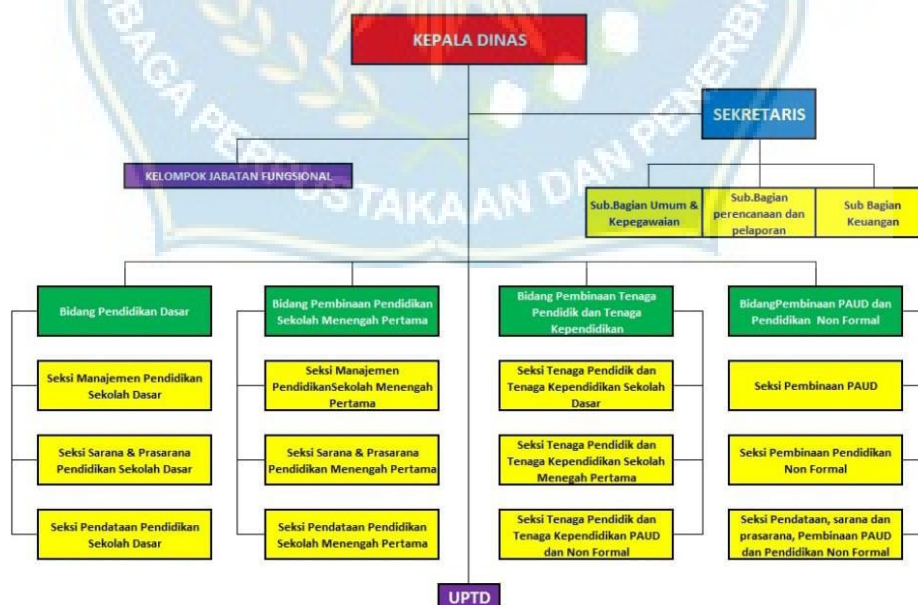 KEPALA DINAS
SEKRETARIS
KELOMPOK JABATAN FUNGSIONAL
Sub.Bagian Umum &
Kepegawaian
Sub.Bagian
perencanaan dan
pelaporan
Sub Bagian
Keuangan
Bidang Pendidikan Dasar
Bidang Pembinaan Pendidikan
Sekolah Menengah Pertama
Bidang Pembinaan Tenaga
Pendidik dan Tenaga
Kependidikan
BidangPembinaan PAUD dan
Pendidikan Non Formal
Seksi Manajemen Pendidikan
Sekolah Dasar
Seksi Manajemen
PendidikanSekolah Menengah
Pertama
Seksi Tenaga Pendidik dan
Tenaga Kependidikan Sekolah
Dasar
Seksi Pembinaan PAUD
Seksi Sarana & Prasarana
Pendidikan Sekolah Dasar
Seksi Sarana & Prasarana
Pendidikan Menengah Pertama
Seksi Tenaga Pendidik dan
Tenaga Kependidikan Sekolah
Menegah Pertama
Seksi Pembinaan Pendidikan
Non Formal
Seksi Pendataan Pendidikan
Sekolah Dasar
Seksi Pendataan Pendidikan
Sekolah Menengah Pertama
Seksi Tenaga Pendidik dan
Tenaga Kependidikan PAUD
dan Non Formal
Seksi Pendataan, sarana dan
prasarana, Pembinaan PAUD
dan Pendidikan Non Formal
UPTD
DAN